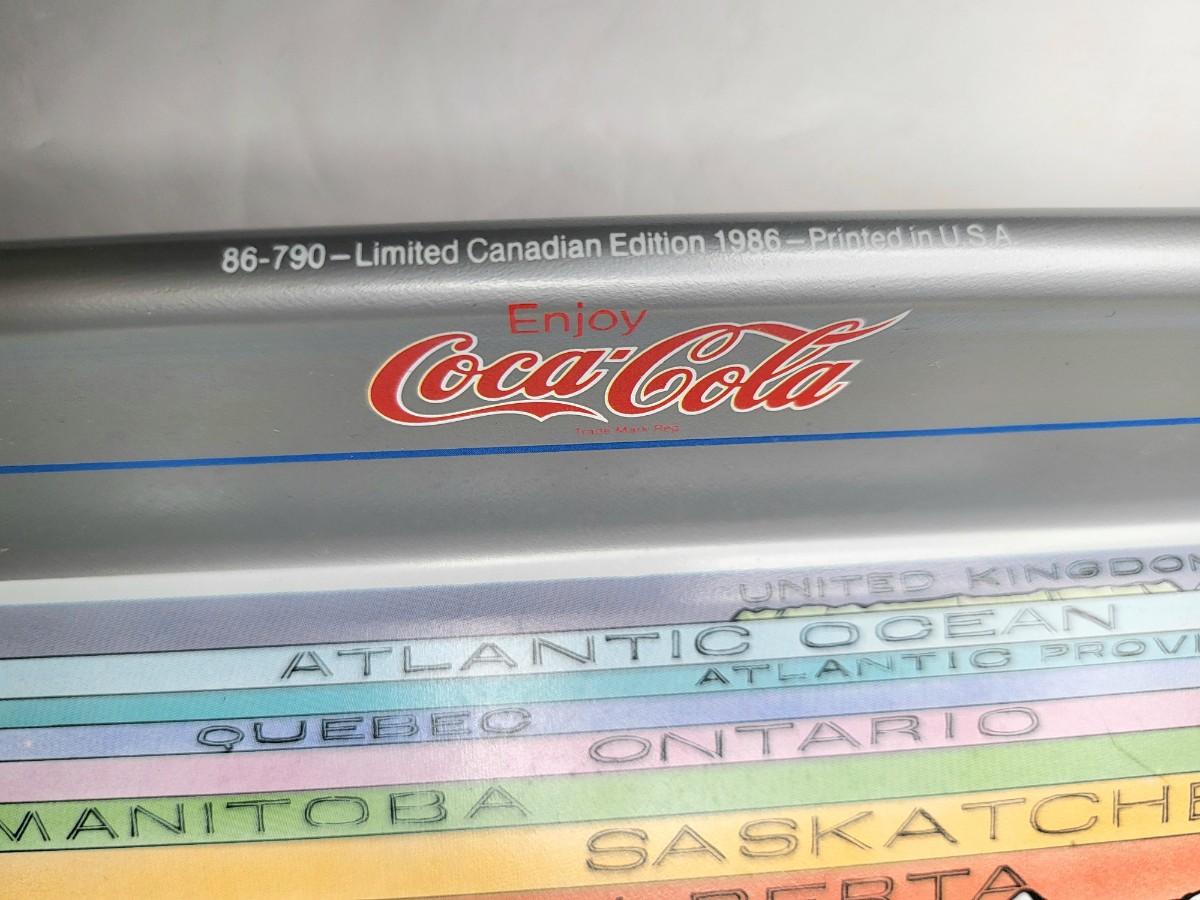 86-790–Limited Canadian Edition 1986–Printed in U.S.A
Enjoy
Coca-Cola
Trade Mark Reg
UNITED KINGDOM
ATLANTIC OCEAN
ATLANTIC PROVI
QUEBEC
ONTARIO
MANITOBA
SASKATCHE
BERTA